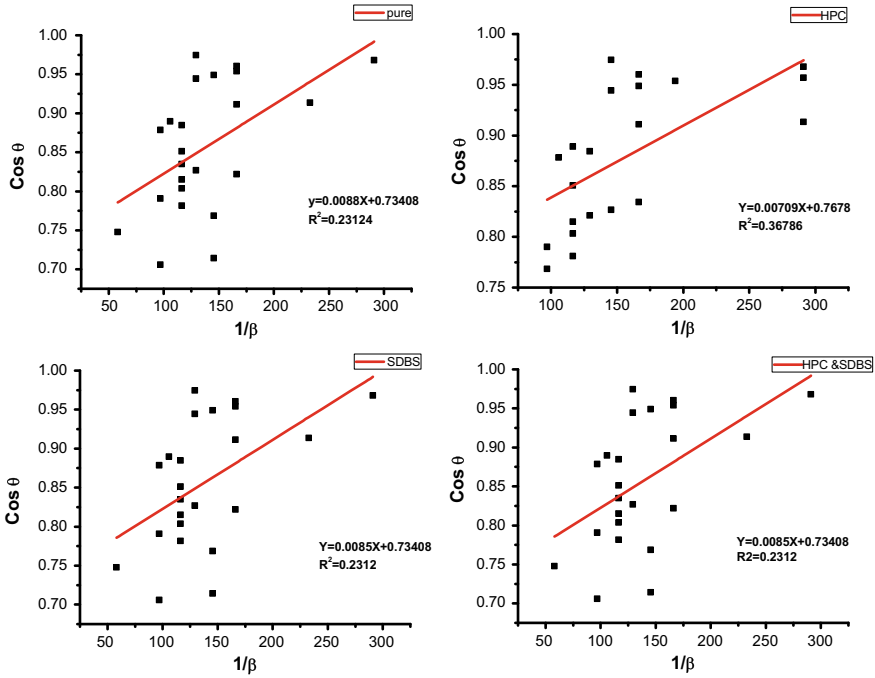 pure
1.00
0.95
0.90
0.85
0.80
0.75
0.70
Cos θ
y=0.0088X+0.73408
R²=0.23124
50 100 150 200 250 300
1/β
HPC
1.00
0.95
0.90
0.85
0.80
0.75
Cos θ
Y=0.00709X+0.7678
R²=0.36786
100 150 200 250 300
1/β
SDBS
1.00
0.95
0.90
0.85
0.80
0.75
0.70
Cos θ
Y=0.0085X+0.73408
R²=0.2312
50 100 150 200 250 300
1/β
HPC &SDBS
1.00
0.95
0.90
0.85
0.80
0.75
0.70
Cos θ
Y=0.0085X+0.73408
R2=0.2312
50 100 150 200 250 300
1/β